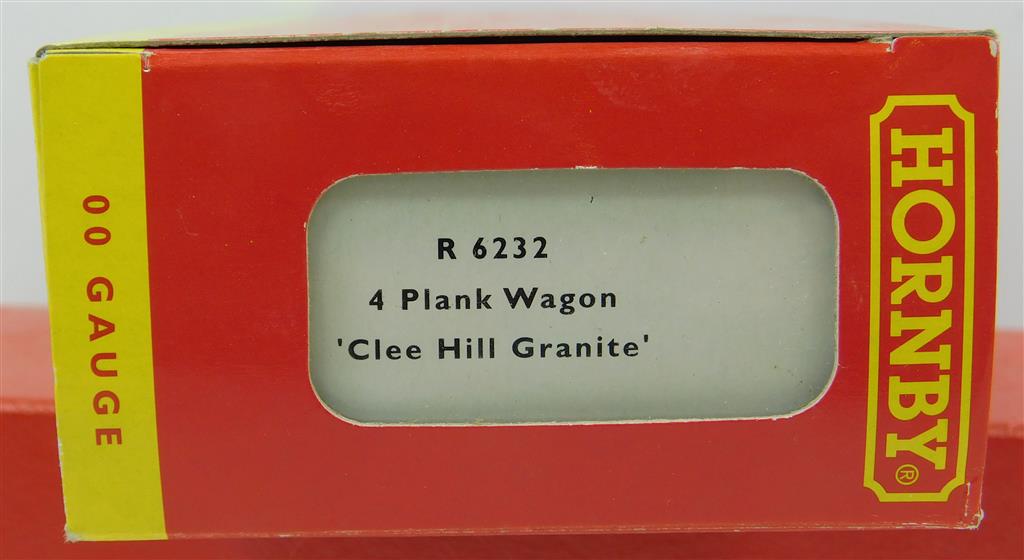 00 GAUGE
R 6232
4 Plank Wagon
'Clee Hill Granite'
HORNBY®